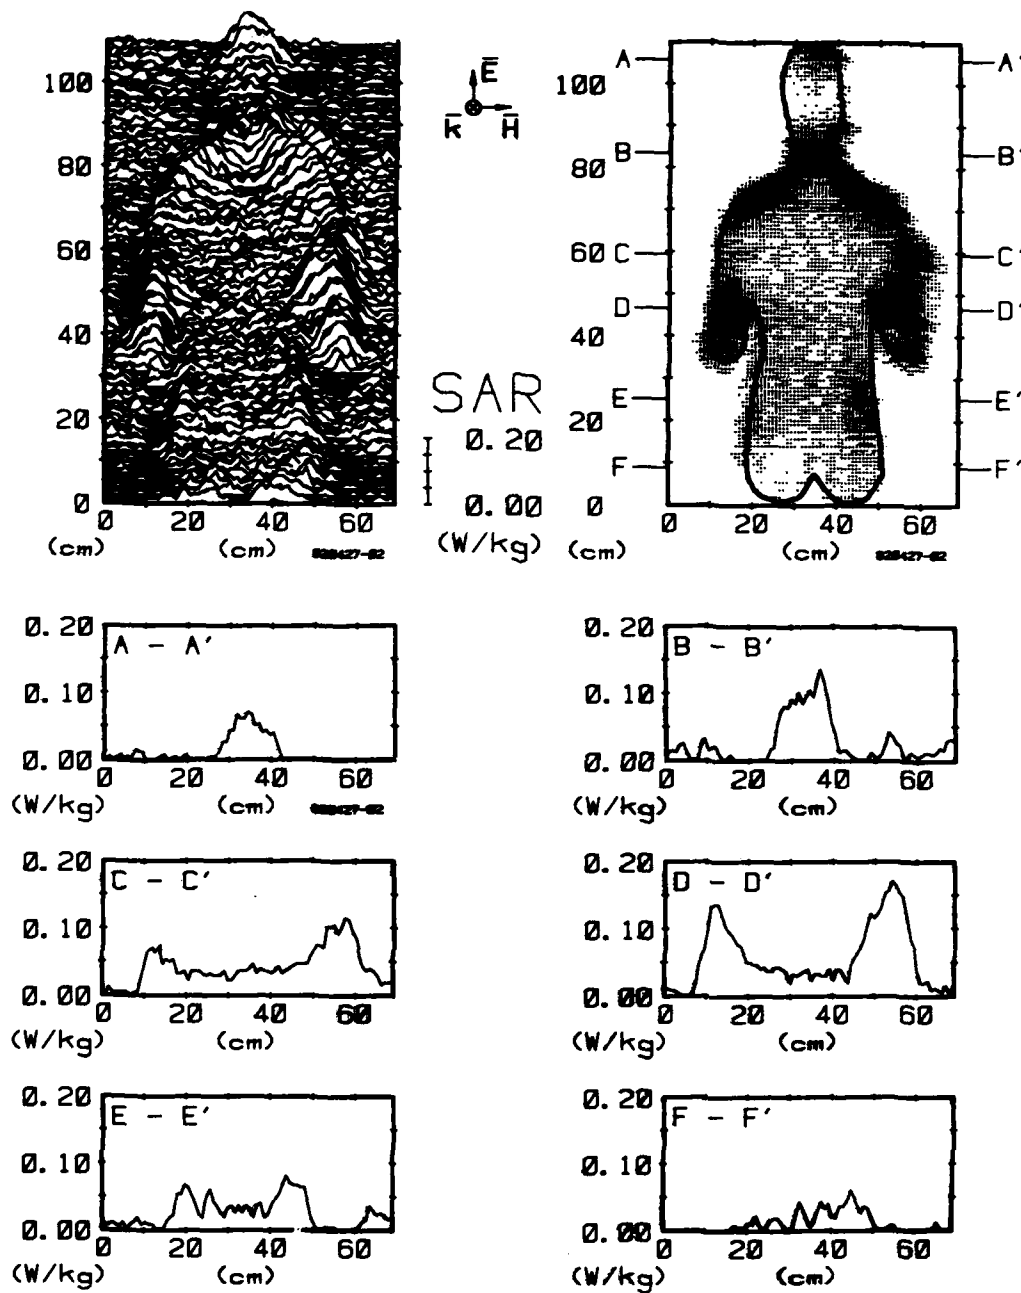 100
80
60
40
20
0
0 20 40 60
(cm) (cm)
E
k H
SAR
0.20
0.00
(W/kg)
A A'
100
B B'
80
60 C C'
D D'
40
E E'
20
F F'
0
0 20 40 60
(cm) (cm)
0.20
0.10
0.00
A - A'
0 20 40 60
(W/kg) (cm)
0.20
0.10
0.00
B - B'
0 20 40 60
(W/kg) (cm)
0.20
0.10
0.00
C - C'
0 20 40 60
(W/kg) (cm)
0.20
0.10
0.00
D - D'
0 20 40 60
(W/kg) (cm)
0.20
0.10
0.00
E - E'
0 20 40 60
(W/kg) (cm)
0.20
0.10
0.00
F - F'
0 20 40 60
(W/kg) (cm)